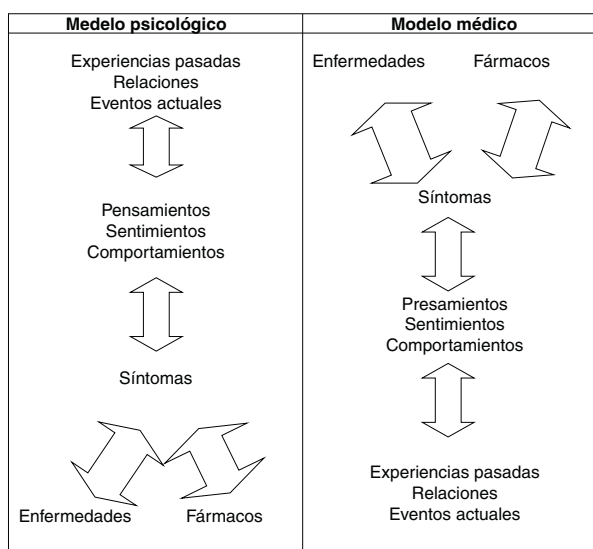 Medelo psicológico
Experiencias pasadas
Relaciones
Eventos actuales
Pensamientos
Sentimientos
Comportamientos
Síntomas
Enfermedades Fármacos
Modelo médico
Enfermedades Fármacos
Síntomas
Presamientos
Sentimientos
Comportamientos
Experiencias pasadas
Relaciones
Eventos actuales